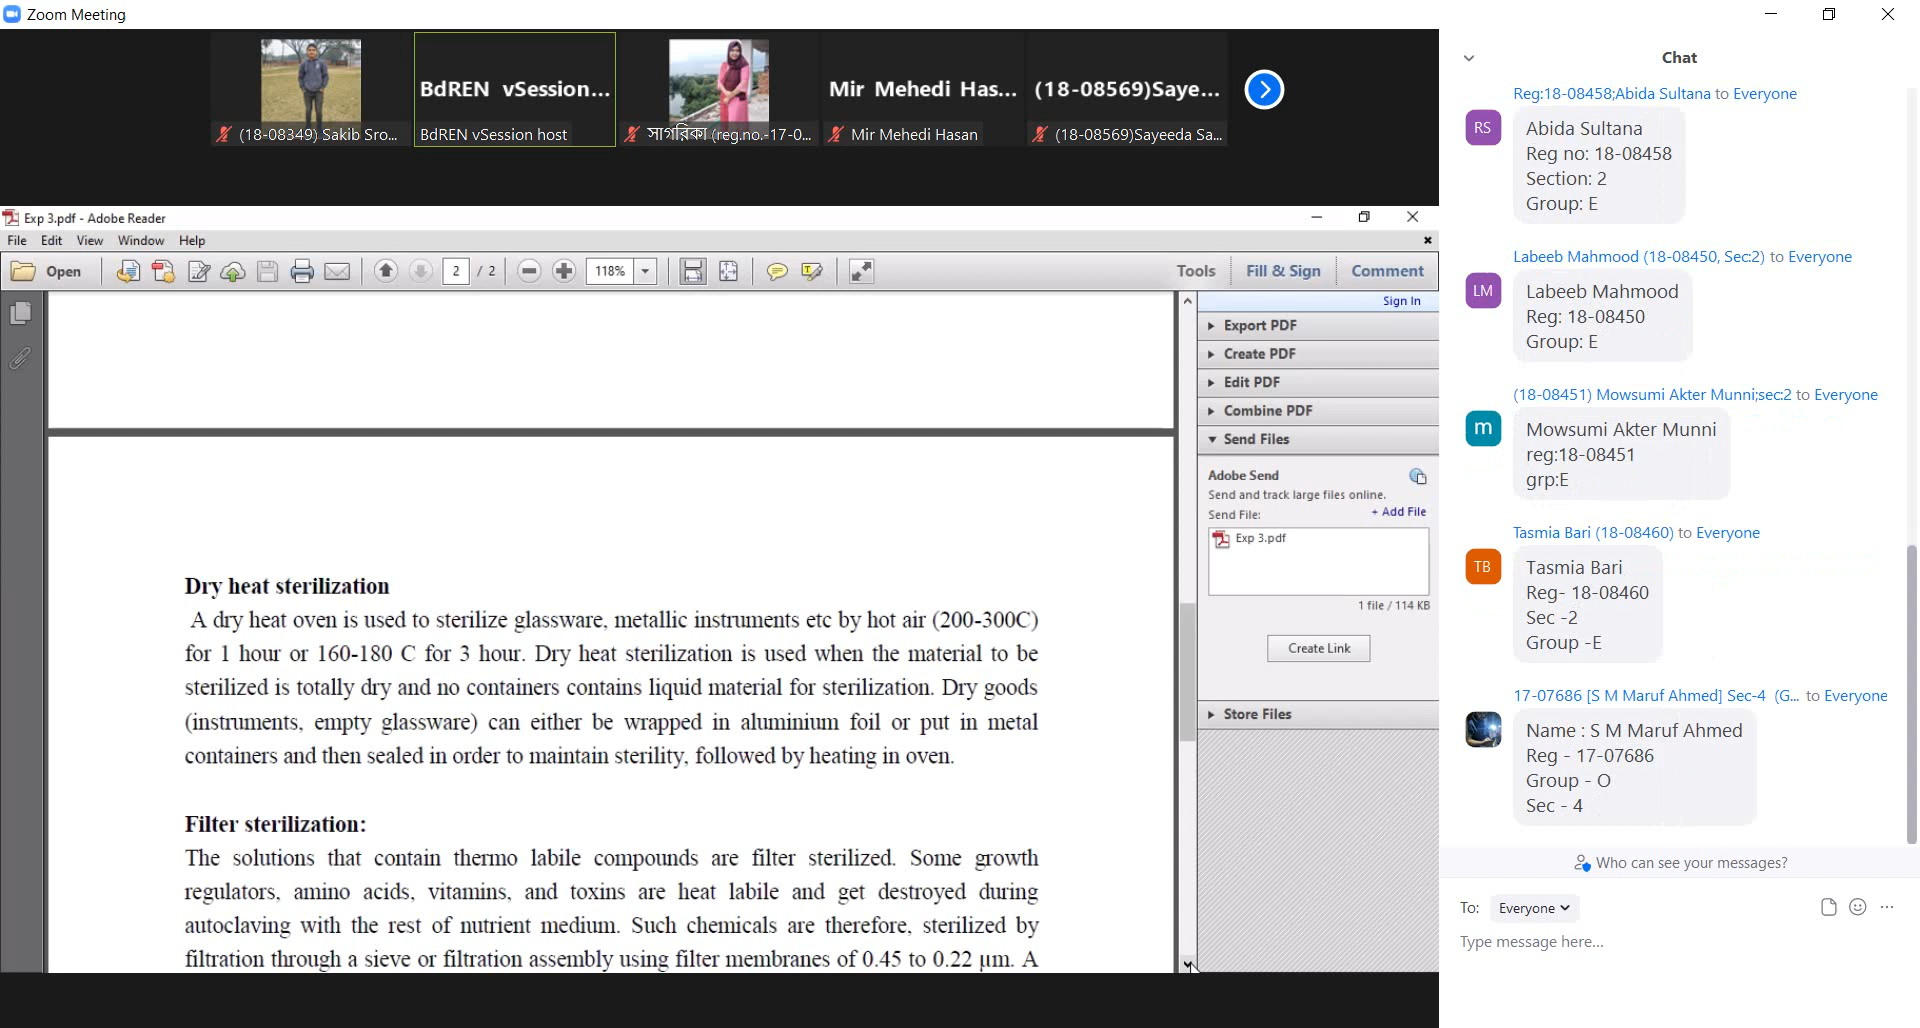 Zoom Meeting
BdREN vSession...
Mir Mehedi Has...
(18-08569)Saye...
(18-08349) Sakib Sro...
BdREN vSession host
সাগরিকা (reg.no.-17-0...
Mir Mehedi Hasan
(18-08569)Sayeeda Sa...
Exp 3.pdf - Adobe Reader
File Edit View Window Help
Open
2 / 2
118%
Tools
Fill & Sign
Comment
Sign In
Export PDF
Create PDF
Edit PDF
Combine PDF
Send Files
Adobe Send
Send and track large files online.
Send File:
+ Add File
Exp 3.pdf
1 file / 114 KB
Create Link
Store Files
Dry heat sterilization
A dry heat oven is used to sterilize glassware, metallic instruments etc by hot air (200-300C)
for 1 hour or 160-180 C for 3 hour. Dry heat sterilization is used when the material to be
sterilized is totally dry and no containers contains liquid material for sterilization. Dry goods
(instruments, empty glassware) can either be wrapped in aluminium foil or put in metal
containers and then sealed in order to maintain sterility, followed by heating in oven.
Filter sterilization:
The solutions that contain thermo labile compounds are filter sterilized. Some growth
regulators, amino acids, vitamins, and toxins are heat labile and get destroyed during
autoclaving with the rest of nutrient medium. Such chemicals are therefore, sterilized by
filtration through a sieve or filtration assembly using filter membranes of 0.45 to 0.22 µm. A
Chat
Reg:18-08458;Abida Sultana to Everyone
RS
Abida Sultana
Reg no: 18-08458
Section: 2
Group: E
Labeeb Mahmood (18-08450, Sec:2) to Everyone
LM
Labeeb Mahmood
Reg: 18-08450
Group: E
(18-08451) Mowsumi Akter Munni;sec:2 to Everyone
m
Mowsumi Akter Munni
reg:18-08451
grp:E
Tasmia Bari (18-08460) to Everyone
TB
Tasmia Bari
Reg- 18-08460
Sec -2
Group -E
17-07686 [S M Maruf Ahmed] Sec-4 (G... to Everyone
Name : S M Maruf Ahmed
Reg - 17-07686
Group - O
Sec - 4
Who can see your messages?
To: Everyone
Type message here...